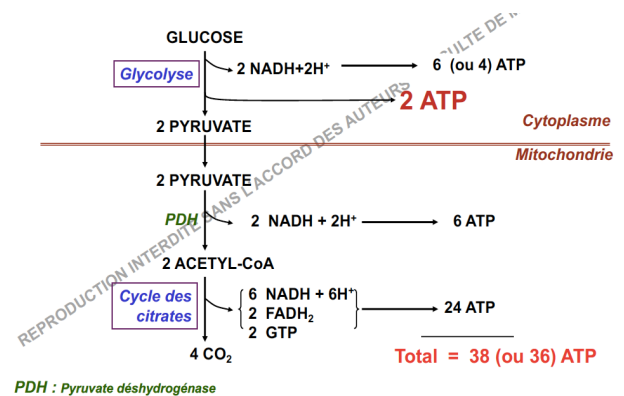 GLUCOSE
Glycolyse
2 NADH+2H⁺
6 (ou 4) ATP
2 ATP
2 PYRUVATE
Cytoplasme
Mitochondrie
2 PYRUVATE
PDH
2 NADH + 2H⁺
6 ATP
2 ACETYL-CoA
Cycle des
citrates
6 NADH + 6H⁺
2 FADH₂
2 GTP
24 ATP
4 CO₂
Total = 38 (ou 36) ATP
PDH : Pyruvate déshydrogénase
REPRODUCTION INTERDITE SANS L'ACCORD DES AUTEURS